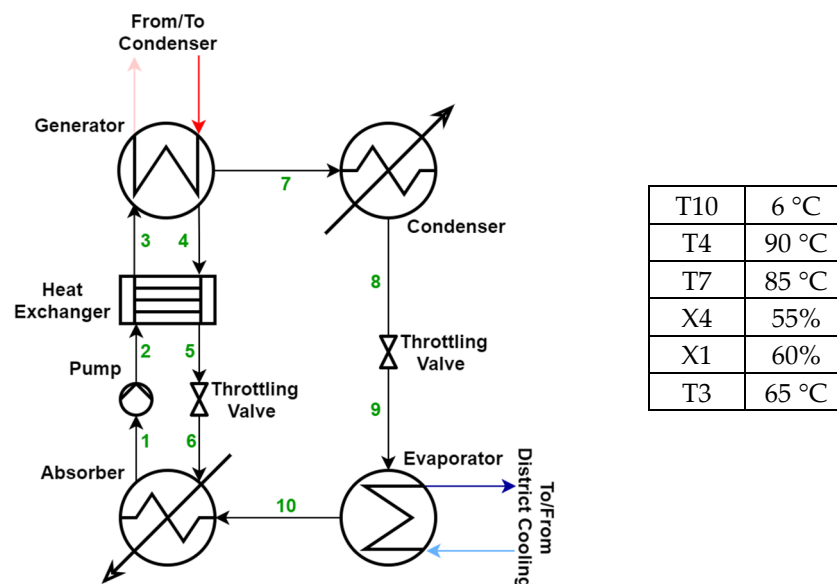 From/To
Condenser
Generator
7
Condenser
3
4
8
Heat
Exchanger
Throttling
Valve
2
5
Pump
Throttling
Valve
9
1
6
Absorber
Evaporator
10
To/From
District Cooling
T10 6 °C
T4 90 °C
T7 85 °C
X4 55%
X1 60%
T3 65 °C